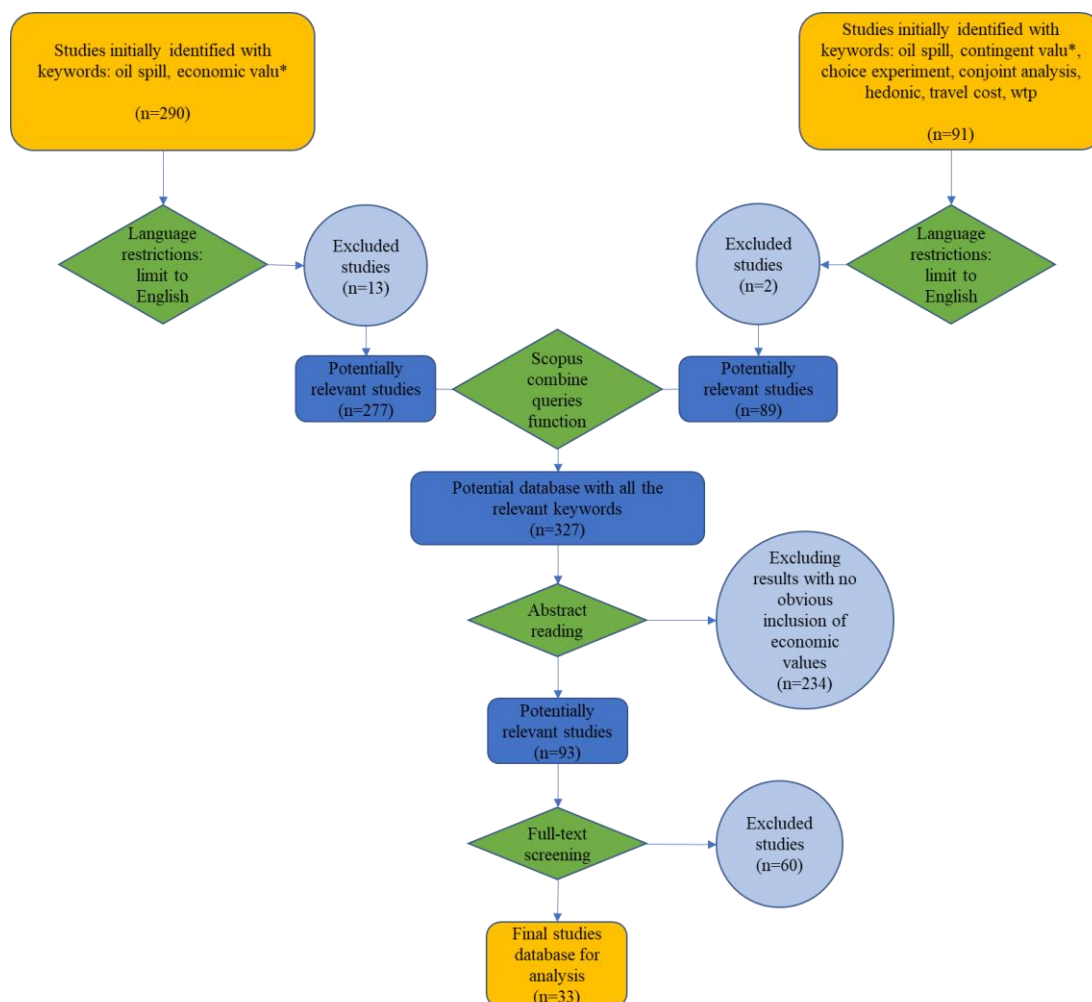 Studies initially identified with
keywords: oil spill, economic valu*
(n=290)
Studies initially identified with
keywords: oil spill, contingent valu*,
choice experiment, conjoint analysis,
hedonic, travel cost, wtp
(n=91)
Language
restrictions:
limit to
English
Excluded
studies
(n=13)
Excluded
studies
(n=2)
Language
restrictions:
limit to
English
Potentially
relevant studies
(n=277)
Scopus
combine
queries
function
Potentially
relevant studies
(n=89)
Potential database with all the
relevant keywords
(n=327)
Abstract
reading
Excluding
results with no
obvious
inclusion of
economic
values
(n=234)
Potentially
relevant studies
(n=93)
Full-text
screening
Excluded
studies
(n=60)
Final studies
database for
analysis
(n=33)